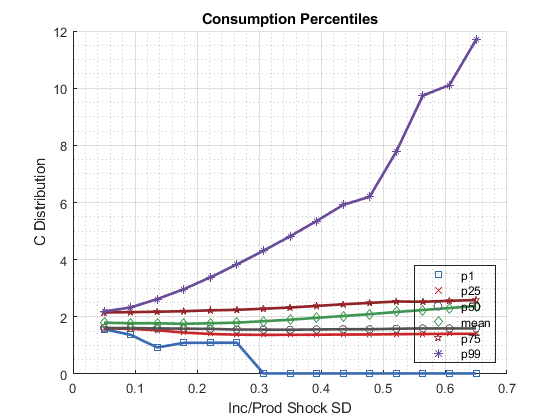 Consumption Percentiles
12
10
8
6
4
2
0
C Distribution
p1
p25
p50
mean
p75
p99
0 0.1 0.2 0.3 0.4 0.5 0.6 0.7
Inc/Prod Shock SD